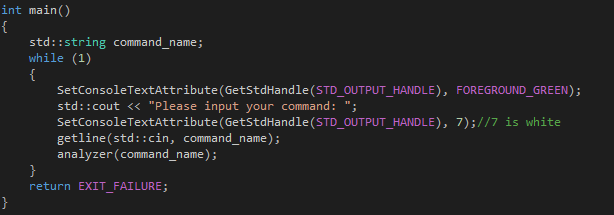 int main()
{
    std::string command_name;
    while (1)
    {
        SetConsoleTextAttribute(GetStdHandle(STD_OUTPUT_HANDLE), FOREGROUND_GREEN);
        std::cout << "Please input your command: ";
        SetConsoleTextAttribute(GetStdHandle(STD_OUTPUT_HANDLE), 7);//7 is white
        getline(std::cin, command_name);
        analyzer(command_name);
    }
    return EXIT_FAILURE;
}